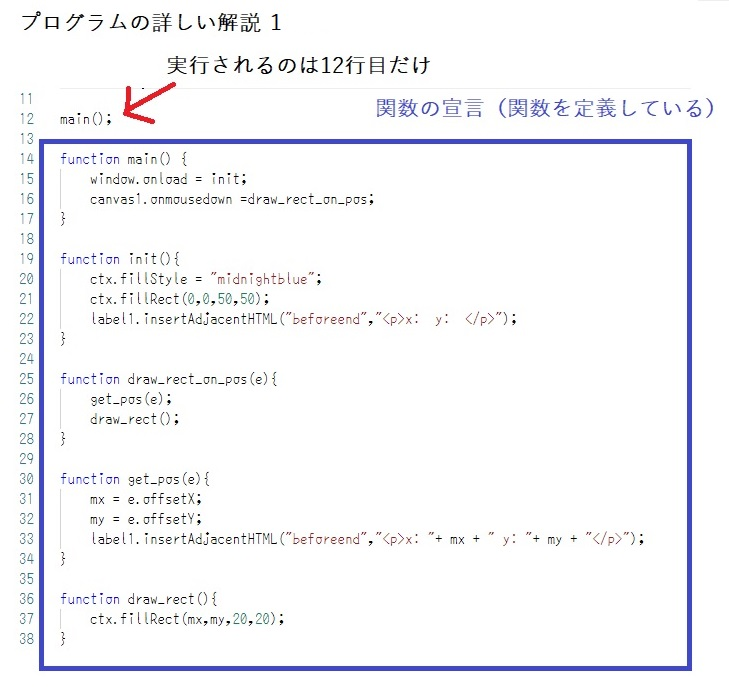 プログラムの詳しい解説 1
実行されるのは12行目だけ
関数の宣言（関数を定義している）
11
12 main();
13
14 function main() {
15 window.onload = init;
16 canvas1.onmousedown =draw_rect_on_pos;
17 }
18
19 function init(){
20 ctx.fillStyle = "midnightblue";
21 ctx.fillRect(0,0,50,50);
22 label1.insertAdjacentHTML("beforeend","<p>x:  y:  </p>");
23 }
24
25 function draw_rect_on_pos(e){
26 get_pos(e);
27 draw_rect();
28 }
29
30 function get_pos(e){
31 mx = e.offsetX;
32 my = e.offsetY;
33 label1.insertAdjacentHTML("beforeend","<p>x: "+ mx + " y: "+ my + "</p>");
34 }
35
36 function draw_rect(){
37 ctx.fillRect(mx,my,20,20);
38 }